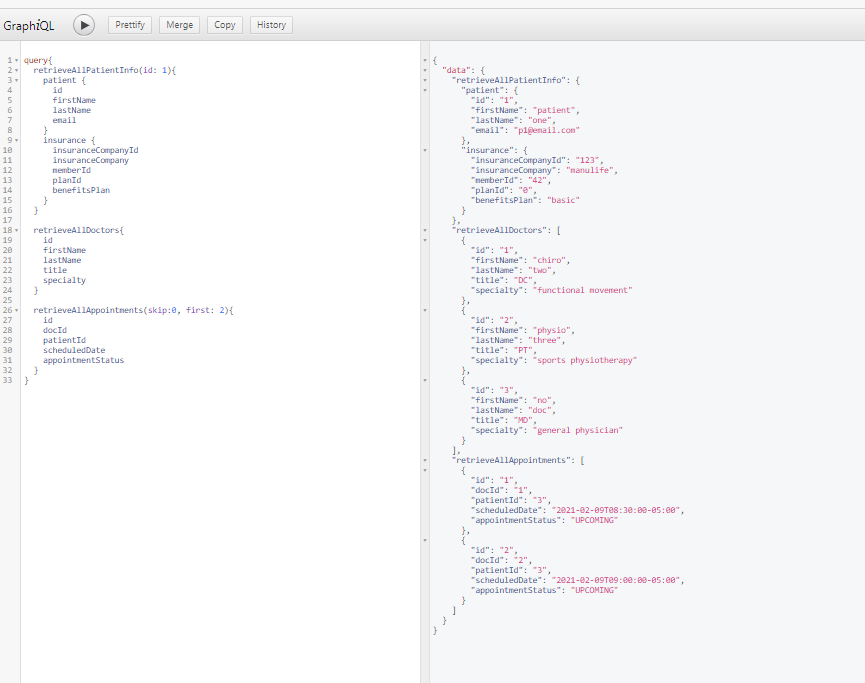 GraphiQL Prettify Merge Copy History
1 query{
2 retrieveAllPatientInfo(id: 1){
3 patient {
4 id
5 firstName
6 lastName
7 email
8 }
9 insurance {
10 insuranceCompanyId
11 insuranceCompany
12 memberId
13 planId
14 benefitsPlan
15 }
16 }
17
18 retrieveAllDoctors{
19 id
20 firstName
21 lastName
22 title
23 specialty
24 }
25
26 retrieveAllAppointments(skip:0, first: 2){
27 id
28 docId
29 patientId
30 scheduledDate
31 appointmentStatus
32 }
33 }
{
"data": {
"retrieveAllPatientInfo": {
"patient": {
"id": "1",
"firstName": "patient",
"lastName": "one",
"email": "p1@email.com"
},
"insurance": {
"insuranceCompanyId": "123",
"insuranceCompany": "manulife",
"memberId": "42",
"planId": "0",
"benefitsPlan": "basic"
}
},
"retrieveAllDoctors": [
{
"id": "1",
"firstName": "chiro",
"lastName": "two",
"title": "DC",
"specialty": "functional movement"
},
{
"id": "2",
"firstName": "physio",
"lastName": "three",
"title": "PT",
"specialty": "sports physiotherapy"
},
{
"id": "3",
"firstName": "no",
"lastName": "doc",
"title": "MD",
"specialty": "general physician"
}
],
"retrieveAllAppointments": [
{
"id": "1",
"docId": "1",
"patientId": "3",
"scheduledDate": "2021-02-09T08:30:00-05:00",
"appointmentStatus": "UPCOMING"
},
{
"id": "2",
"docId": "2",
"patientId": "3",
"scheduledDate": "2021-02-09T09:00:00-05:00",
"appointmentStatus": "UPCOMING"
}
]
}
}